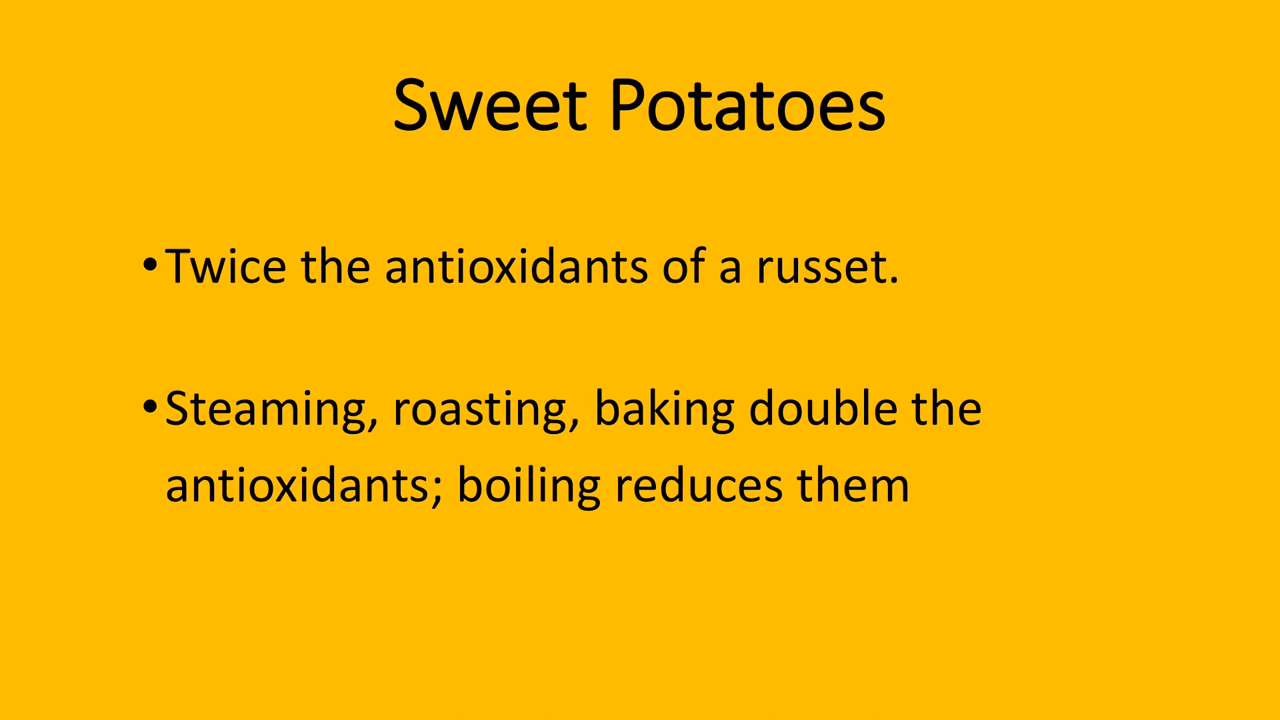 Sweet Potatoes
•Twice the antioxidants of a russet.
•Steaming, roasting, baking double the
antioxidants; boiling reduces them